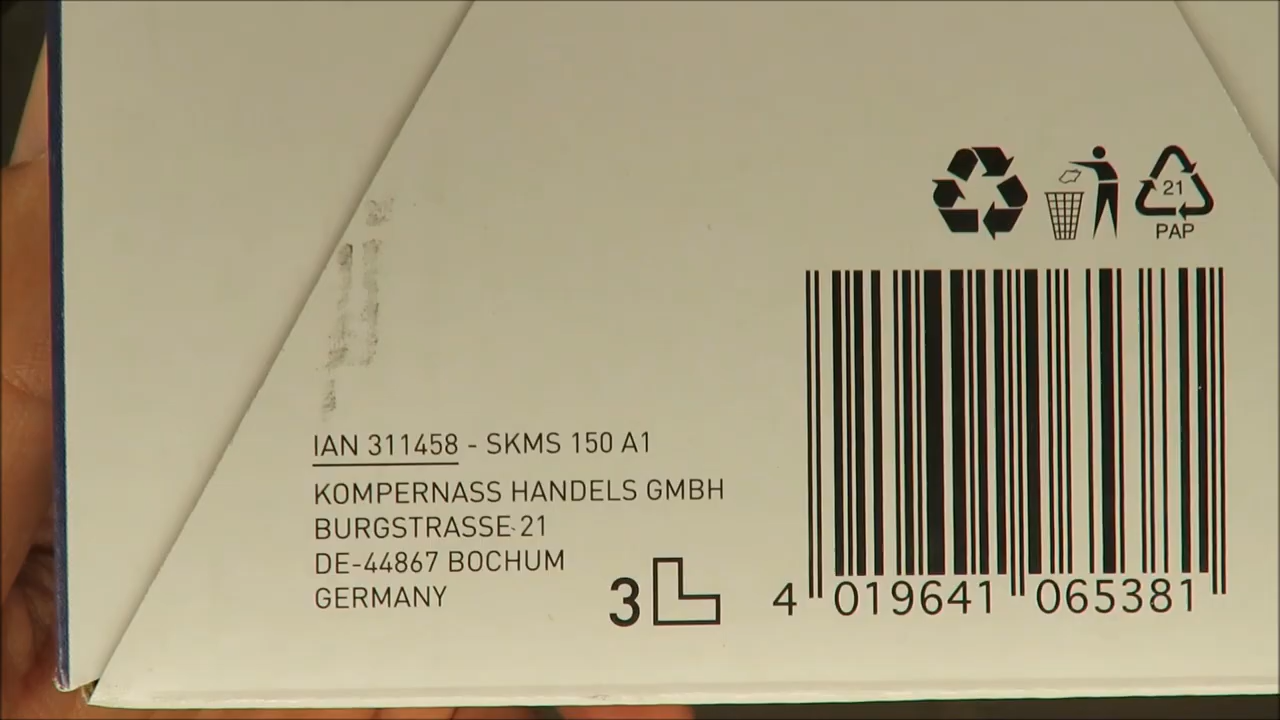 21
PAP
IAN 311458 - SKMS 150 A1
KOMPERNASS HANDELS GMBH
BURGSTRASSE 21
DE-44867 BOCHUM
GERMANY
3
4 019641 065381